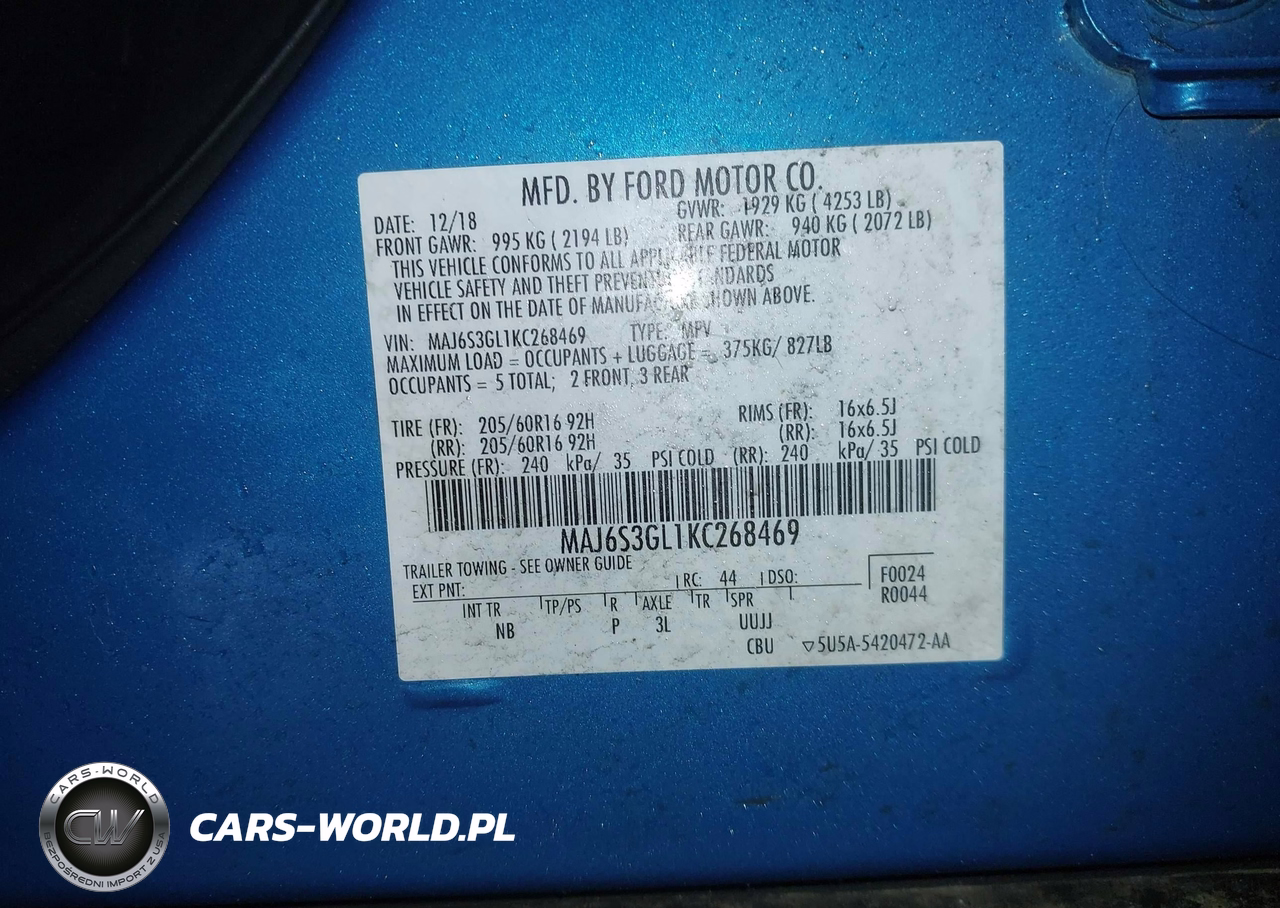 MFD. BY FORD MOTOR CO.
DATE: 12/18 GVWR: 1929 KG ( 4253 LB)
FRONT GAWR: 995 KG ( 2194 LB) REAR GAWR: 940 KG ( 2072 LB)
THIS VEHICLE CONFORMS TO ALL APPLICABLE FEDERAL MOTOR
VEHICLE SAFETY AND THEFT PREVENTION STANDARDS
IN EFFECT ON THE DATE OF MANUFACTURE SHOWN ABOVE.
VIN: MAJ6S3GL1KC268469 TYPE: MPV
MAXIMUM LOAD = OCCUPANTS + LUGGAGE = 375KG/ 827LB
OCCUPANTS = 5 TOTAL; 2 FRONT, 3 REAR
TIRE (FR): 205/60R16 92H RIMS (FR): 16x6.5J
(RR): 205/60R16 92H (RR): 16x6.5J
PRESSURE (FR): 240 kPa/ 35 PSI COLD (RR): 240 kPa/ 35 PSI COLD
MAJ6S3GL1KC268469
TRAILER TOWING - SEE OWNER GUIDE
EXT PNT: RC: 44 DSO: F0024
R0044
INT TR TP/PS R AXLE TR SPR
NB P 3L UUJJ
CBU ▽5U5A-5420472-AA
CARS-WORLD
CW
BEZPOŚREDNI IMPORT Z USA
CARS-WORLD.PL